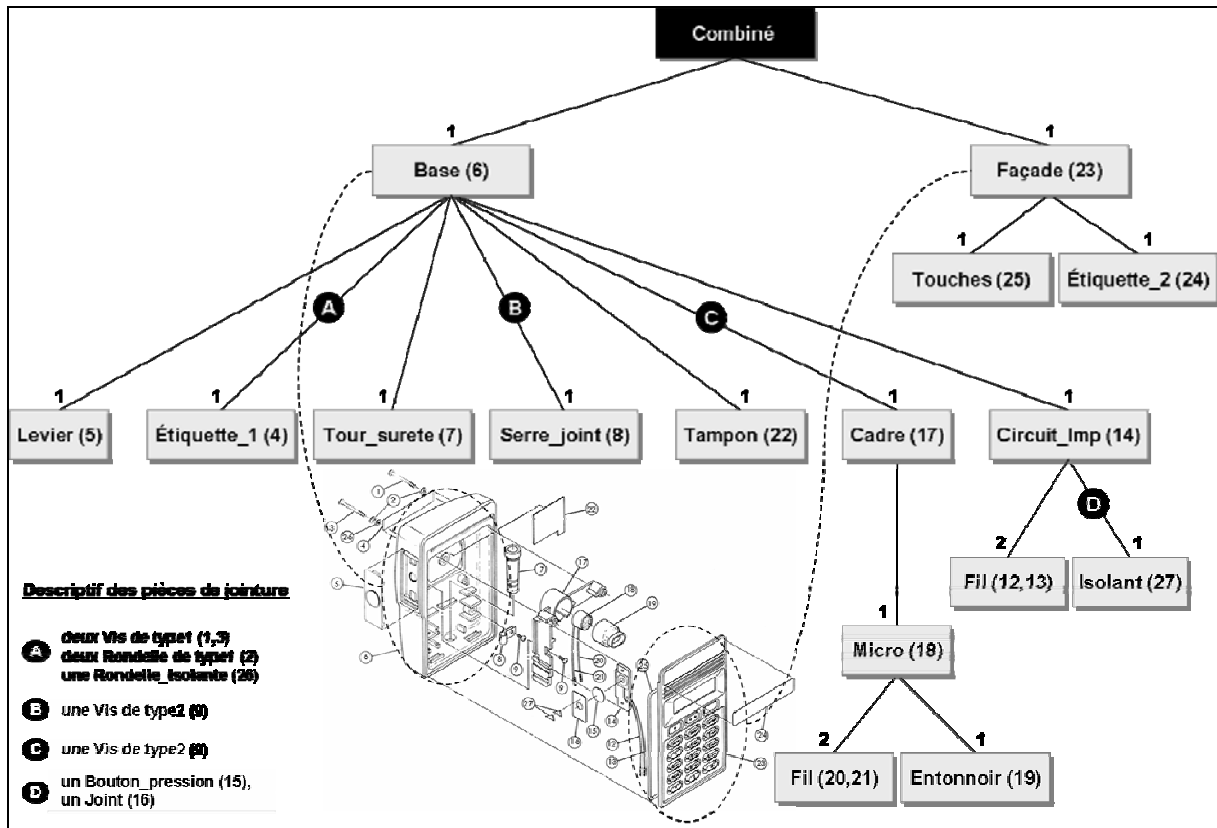 Combiné
1
1
Base (6)
Façade (23)
1
1
Touches (25)
Étiquette_2 (24)
A
B
C
1
1
1
1
1
1
1
Levier (5)
Étiquette_1 (4)
Tour_surete (7)
Serre_joint (8)
Tampon (22)
Cadre (17)
Circuit_Imp (14)
D
2
1
Fil (12,13)
Isolant (27)
1
Micro (18)
2
1
Fil (20,21)
Entonnoir (19)
Descriptif des pièces de jointure
A
deux Vis de type1 (1,3)
deux Rondelle de type1 (2)
une Rondelle_Isolante (26)
B
une Vis de type2 (9)
C
une Vis de type2 (9)
D
un Bouton_pression (15),
un Joint (16)